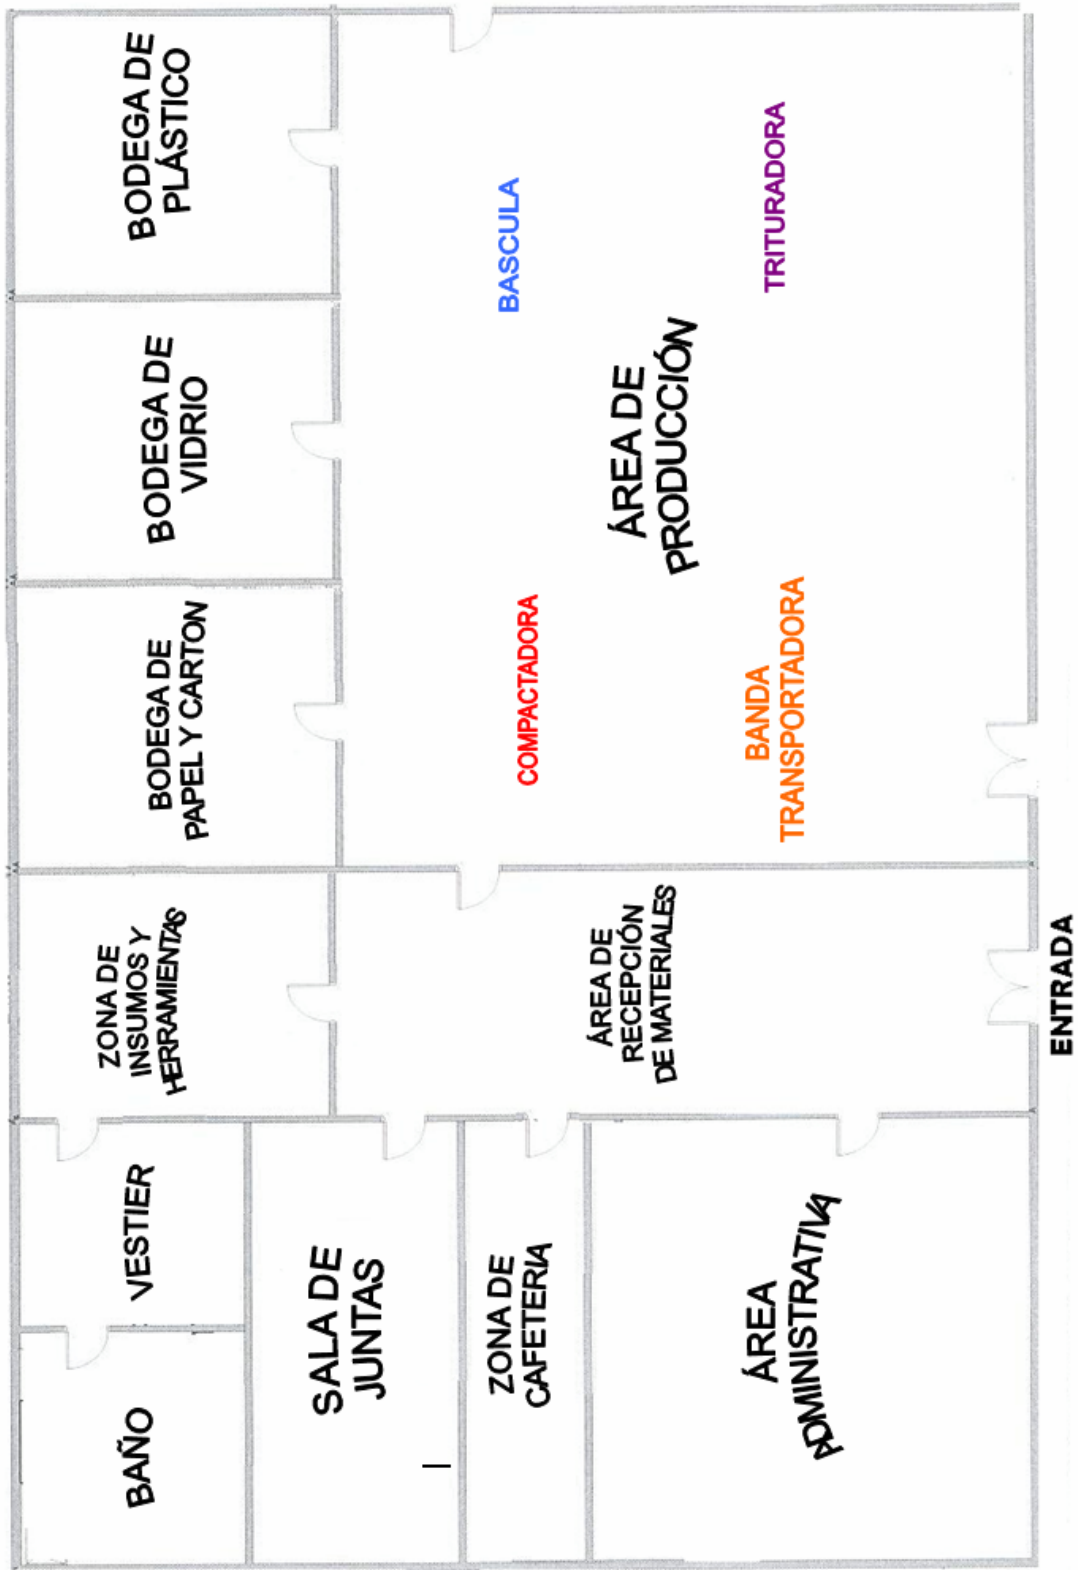 BAÑO
VESTIER
ZONA DE
INSUMOS Y
HERRAMIENTAS
BODEGA DE
PAPEL Y CARTON
BODEGA DE
VIDRIO
BODEGA DE
PLÁSTICO
SALA DE
JUNTAS
ZONA DE
CAFETERIA
ÁREA
ADMINISTRATIVA
ÁREA DE
RECEPCIÓN
DE MATERIALES
COMPACTADORA
BASCULA
ÁREA DE
PRODUCCIÓN
BANDA
TRANSPORTADORA
TRITURADORA
ENTRADA